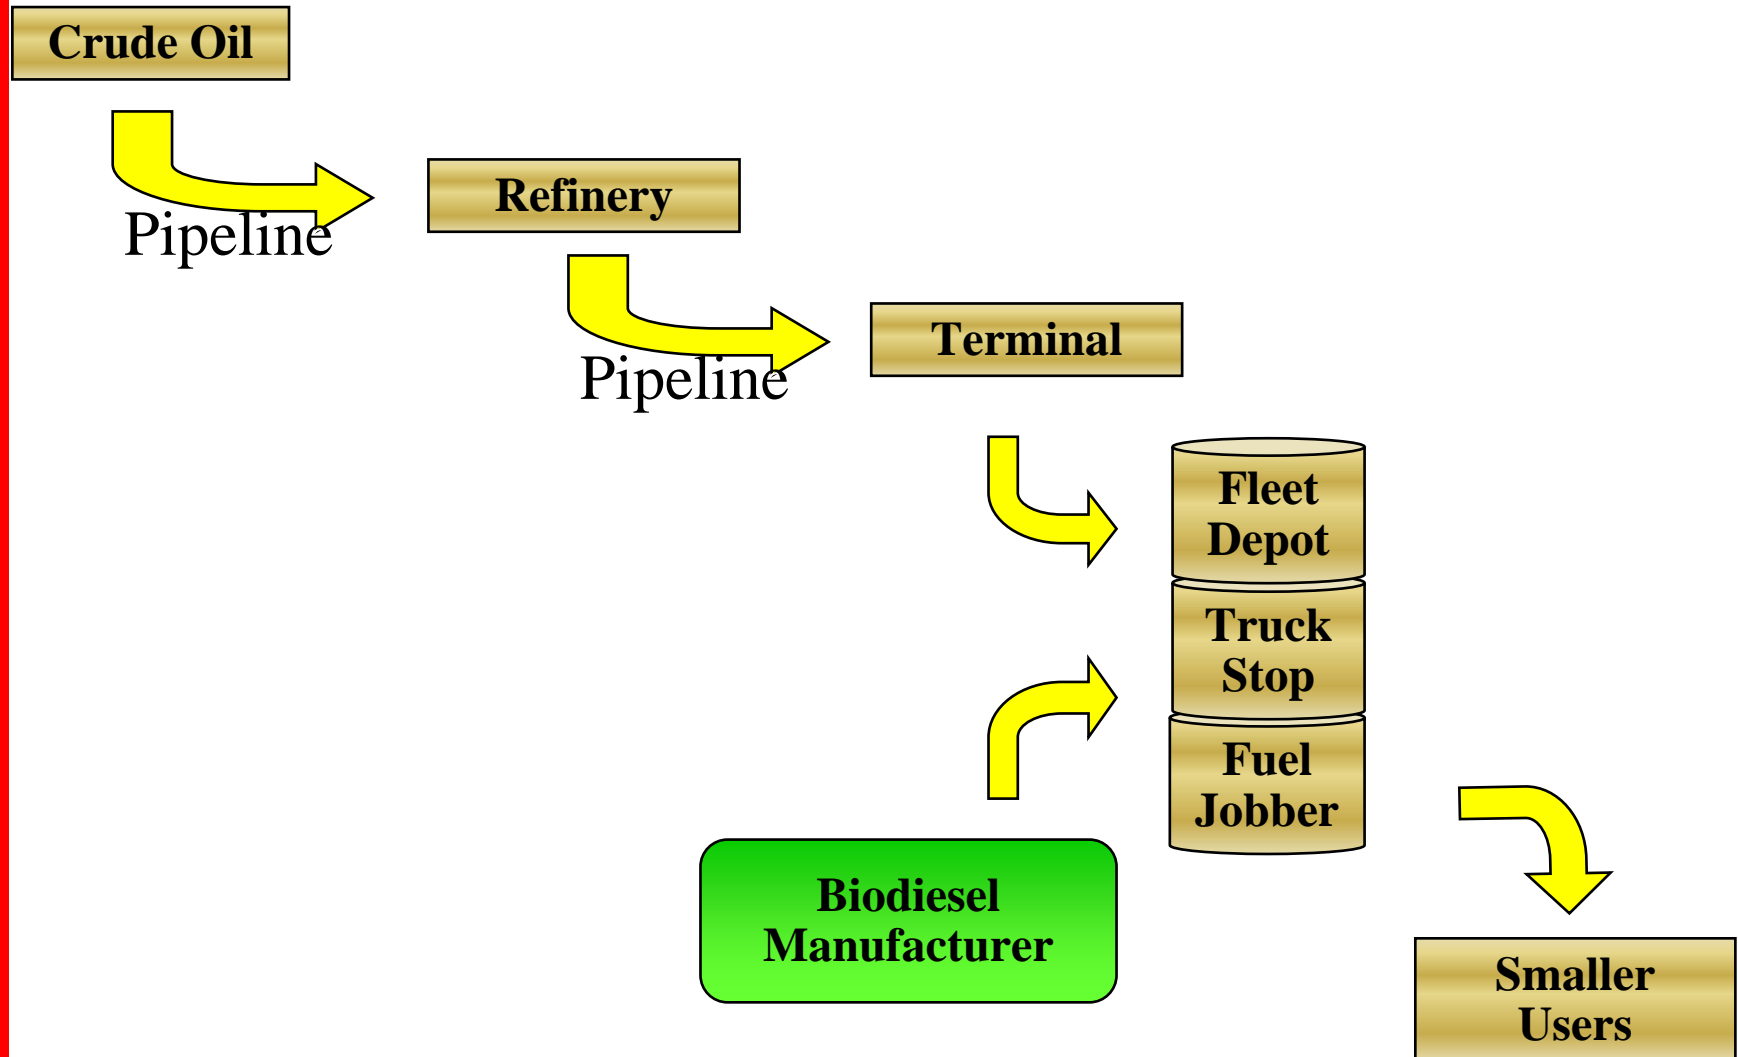 Crude Oil
Pipeline
Refinery
Pipeline
Terminal
Fleet
Depot
Truck
Stop
Fuel
Jobber
Biodiesel
Manufacturer
Smaller
Users